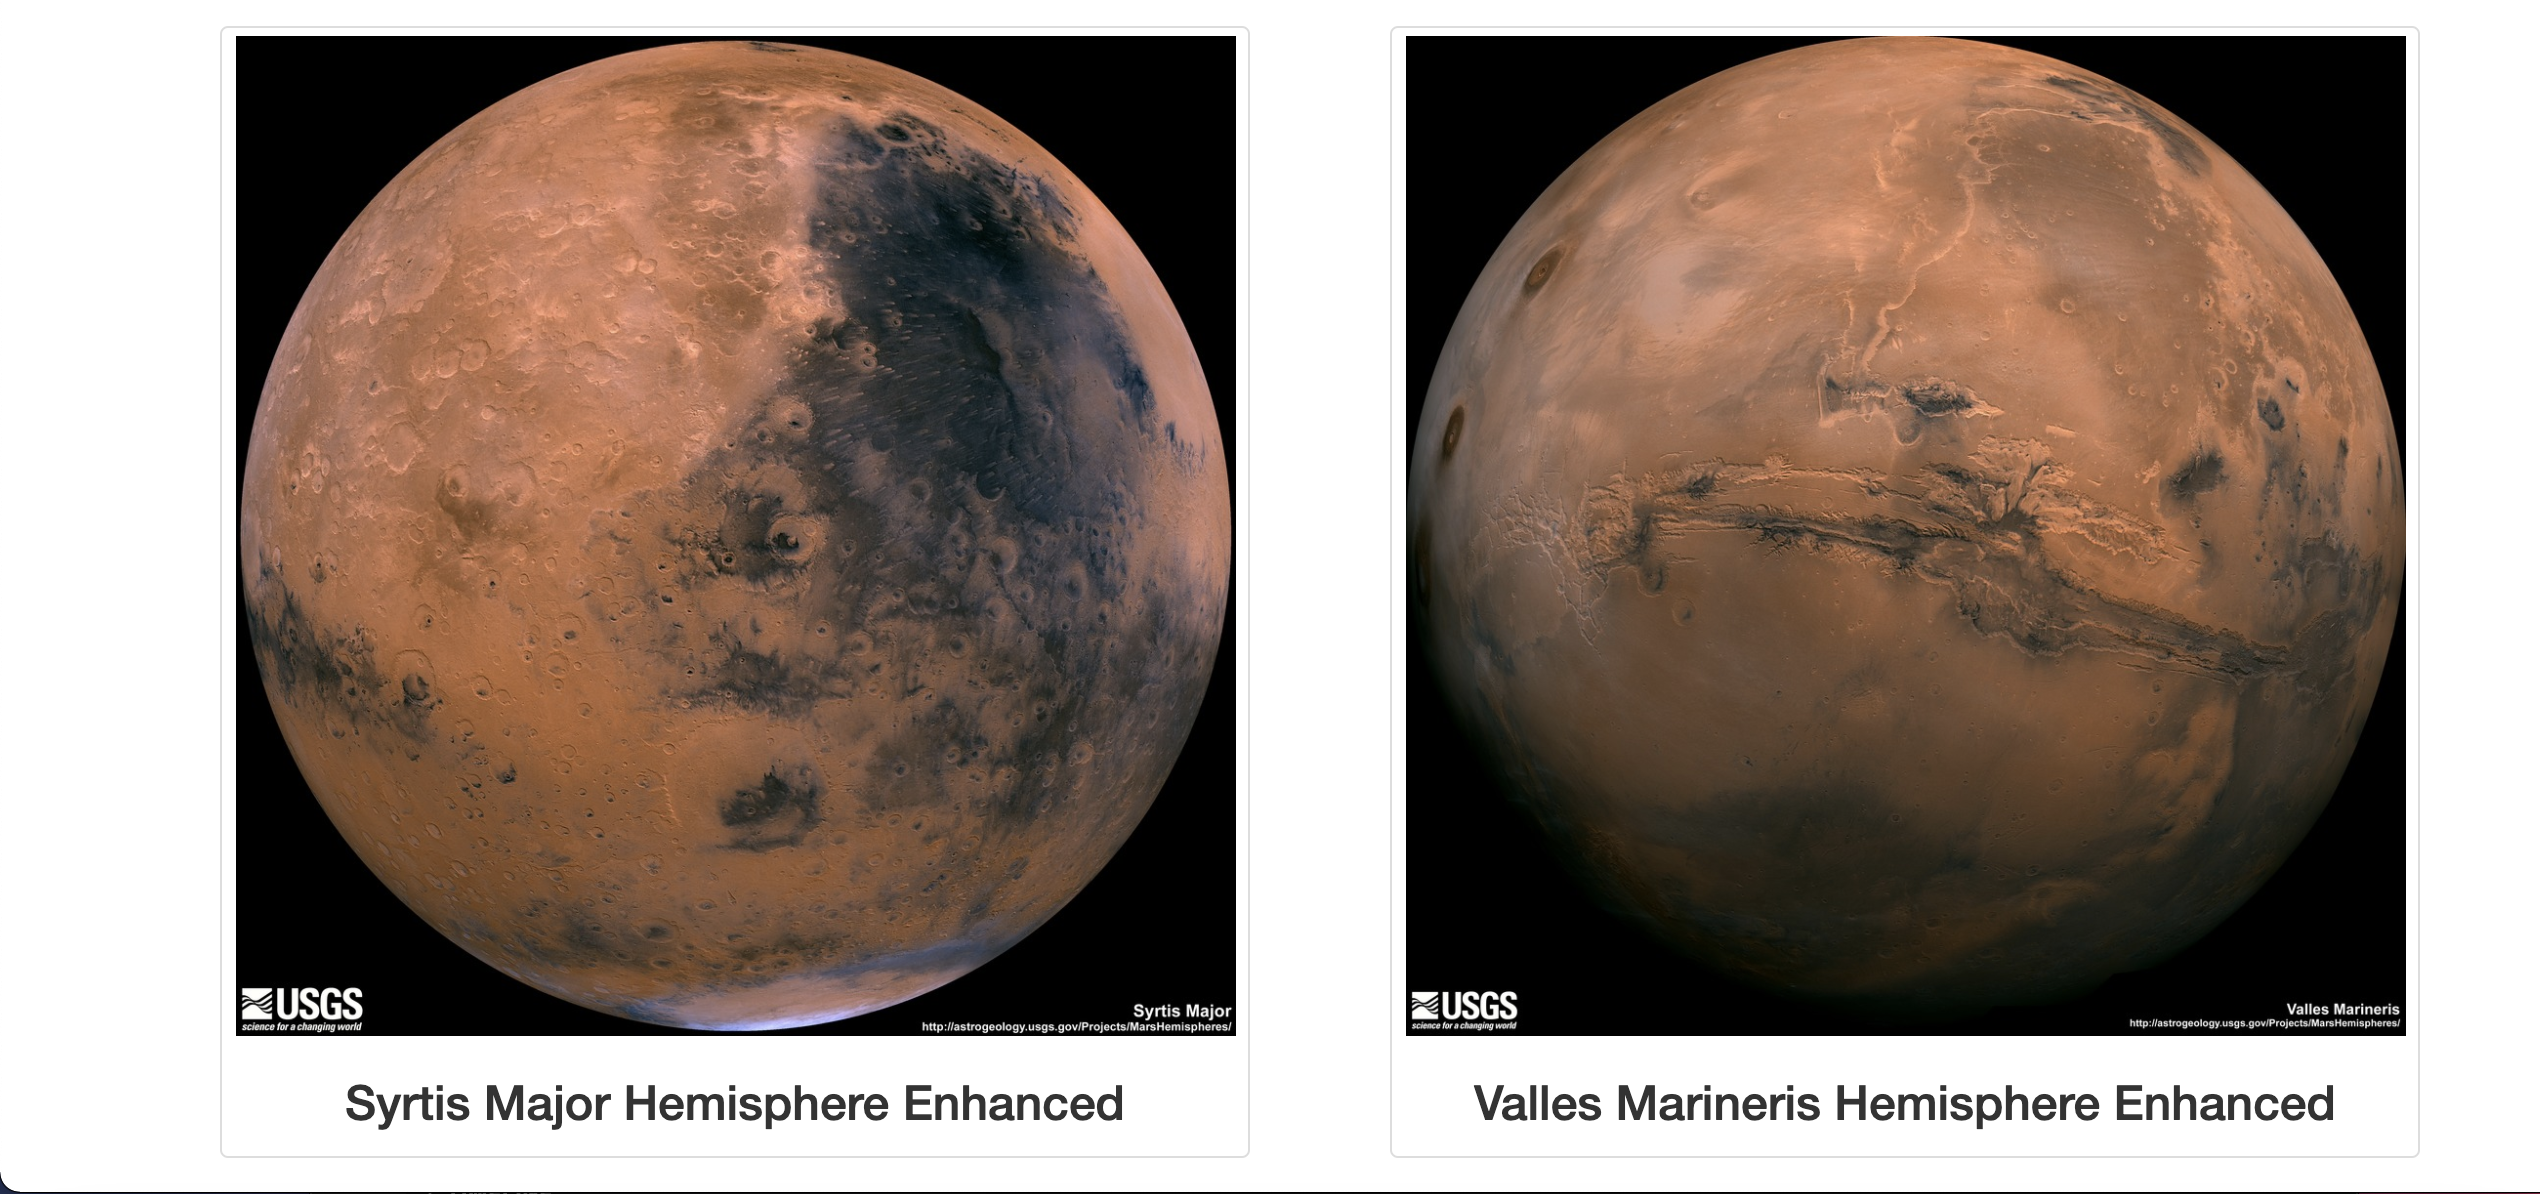 USGS
science for a changing world
Syrtis Major
http://astrogeology.usgs.gov/Projects/MarsHemispheres/
Syrtis Major Hemisphere Enhanced
USGS
science for a changing world
Valles Marineris
http://astrogeology.usgs.gov/Projects/MarsHemispheres/
Valles Marineris Hemisphere Enhanced